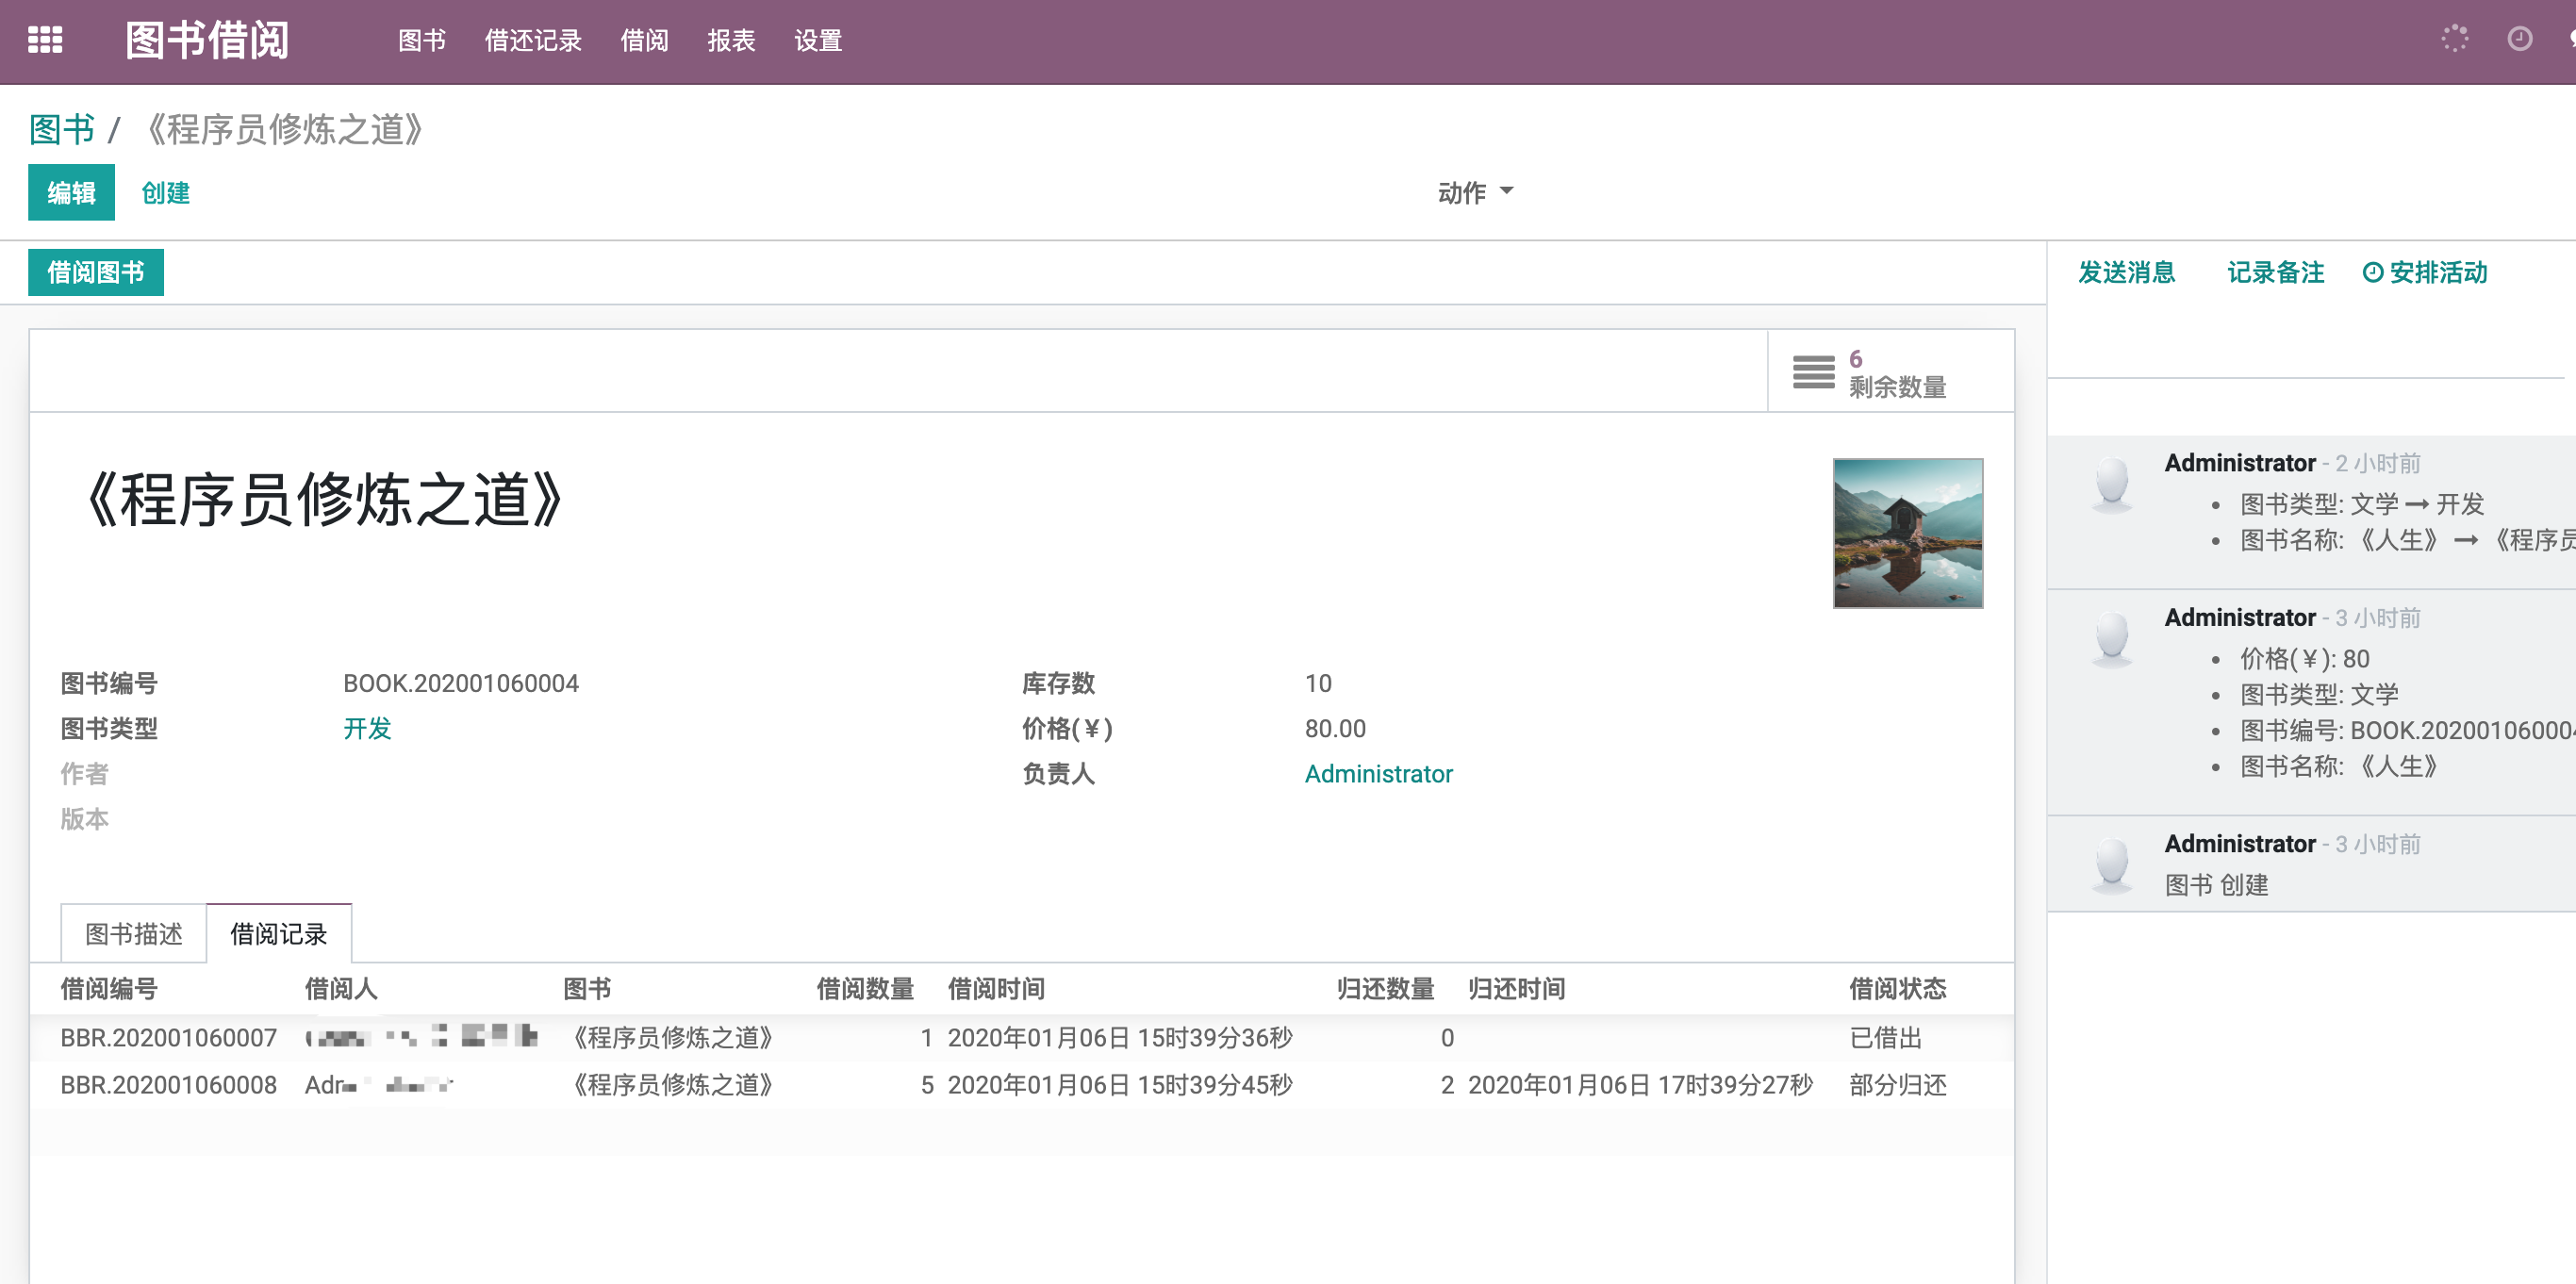 图书借阅 图书 借还记录 借阅 报表 设置
图书 / 《程序员修炼之道》
编辑 创建 动作
借阅图书
发送消息 记录备注 安排活动
6
剩余数量
《程序员修炼之道》
图书编号 BOOK.202001060004 库存数 10
图书类型 开发 价格(￥) 80.00
作者 负责人 Administrator
版本
图书描述 借阅记录
借阅编号 借阅人 图书 借阅数量 借阅时间 归还数量 归还时间 借阅状态
BBR.202001060007 《程序员修炼之道》 1 2020年01月06日 15时39分36秒 0 已借出
BBR.202001060008 《程序员修炼之道》 5 2020年01月06日 15时39分45秒 2 2020年01月06日 17时39分27秒 部分归还
Administrator - 2 小时前
• 图书类型: 文学 → 开发
• 图书名称: 《人生》 → 《程序员
Administrator - 3 小时前
• 价格(￥): 80
• 图书类型: 文学
• 图书编号: BOOK.202001060004
• 图书名称: 《人生》
Administrator - 3 小时前
图书 创建